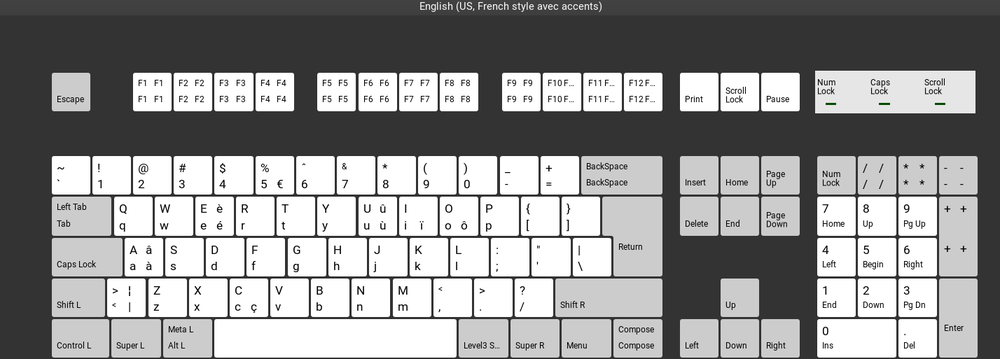 English (US, French style avec accents)
Escape
F1 F1 F2 F2 F3 F3 F4 F4 F5 F5 F6 F6 F7 F7 F8 F8 F9 F9 F10 F… F11 F… F12 F…
F1 F1 F2 F2 F3 F3 F4 F4 F5 F5 F6 F6 F7 F7 F8 F8 F9 F9 F10 F… F11 F… F12 F…
Print
Scroll
Lock
Pause
Num
Lock
Caps
Lock
Scroll
Lock
~ ! @ # $ % ^ & * ( ) _ + BackSpace
` 1 2 3 4 5 € 6 7 8 9 0 - = BackSpace
Insert Home
Page
Up
Num
Lock
/ / * * - -
/ / * * - -
Left Tab Q W E è R T Y U û I O ô P { }
Tab q w e é r t y u ù i ï o ô p [ ]
Delete End
Page
Down
7 8 9 + +
Home Up Pg Up
Caps Lock
A S D F G H J K L : " |
a à s d f g h j k l ; ' \
Return
4 5 6 + +
Left Begin Right
Shift L
> ¦ Z X C Ç V B N M < > ?
< | z x c ç v b n m , . /
Shift R
Up
1 2 3
End Down Pg Dn
Enter
Control L Super L
Meta L
Alt L
Level3 S… Super R Menu
Compose
Compose
Left Down Right
0 .
Ins Del